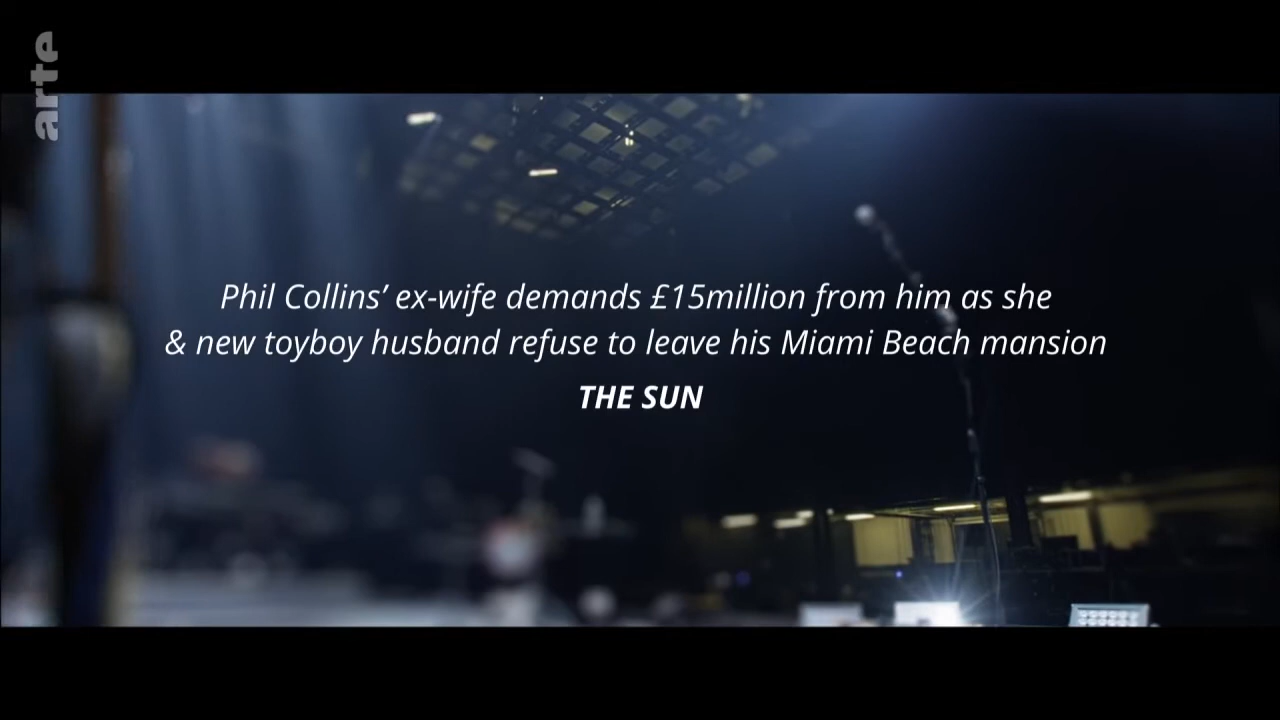 arte
Phil Collins’ ex-wife demands £15million from him as she
& new toyboy husband refuse to leave his Miami Beach mansion
THE SUN